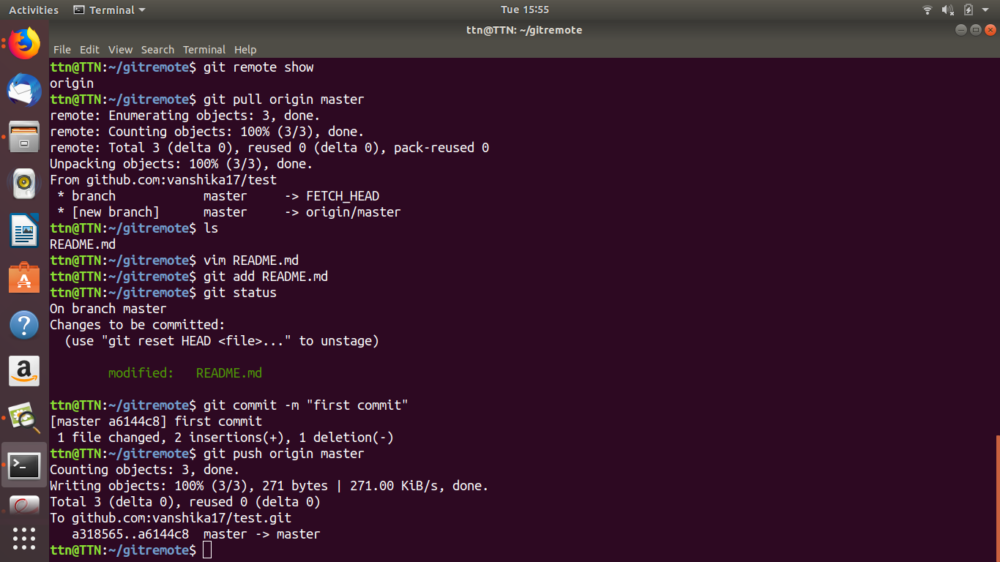 Activities Terminal Tue 15:55
ttn@TTN: ~/gitremote
File Edit View Search Terminal Help
ttn@TTN:~/gitremote$ git remote show
origin
ttn@TTN:~/gitremote$ git pull origin master
remote: Enumerating objects: 3, done.
remote: Counting objects: 100% (3/3), done.
remote: Total 3 (delta 0), reused 0 (delta 0), pack-reused 0
Unpacking objects: 100% (3/3), done.
From github.com:vanshika17/test
 * branch            master     -> FETCH_HEAD
 * [new branch]      master     -> origin/master
ttn@TTN:~/gitremote$ ls
README.md
ttn@TTN:~/gitremote$ vim README.md
ttn@TTN:~/gitremote$ git add README.md
ttn@TTN:~/gitremote$ git status
On branch master
Changes to be committed:
  (use "git reset HEAD <file>..." to unstage)
        modified:   README.md
ttn@TTN:~/gitremote$ git commit -m "first commit"
[master a6144c8] first commit
 1 file changed, 2 insertions(+), 1 deletion(-)
ttn@TTN:~/gitremote$ git push origin master
Counting objects: 3, done.
Writing objects: 100% (3/3), 271 bytes | 271.00 KiB/s, done.
Total 3 (delta 0), reused 0 (delta 0)
To github.com:vanshika17/test.git
   a318565..a6144c8  master -> master
ttn@TTN:~/gitremote$